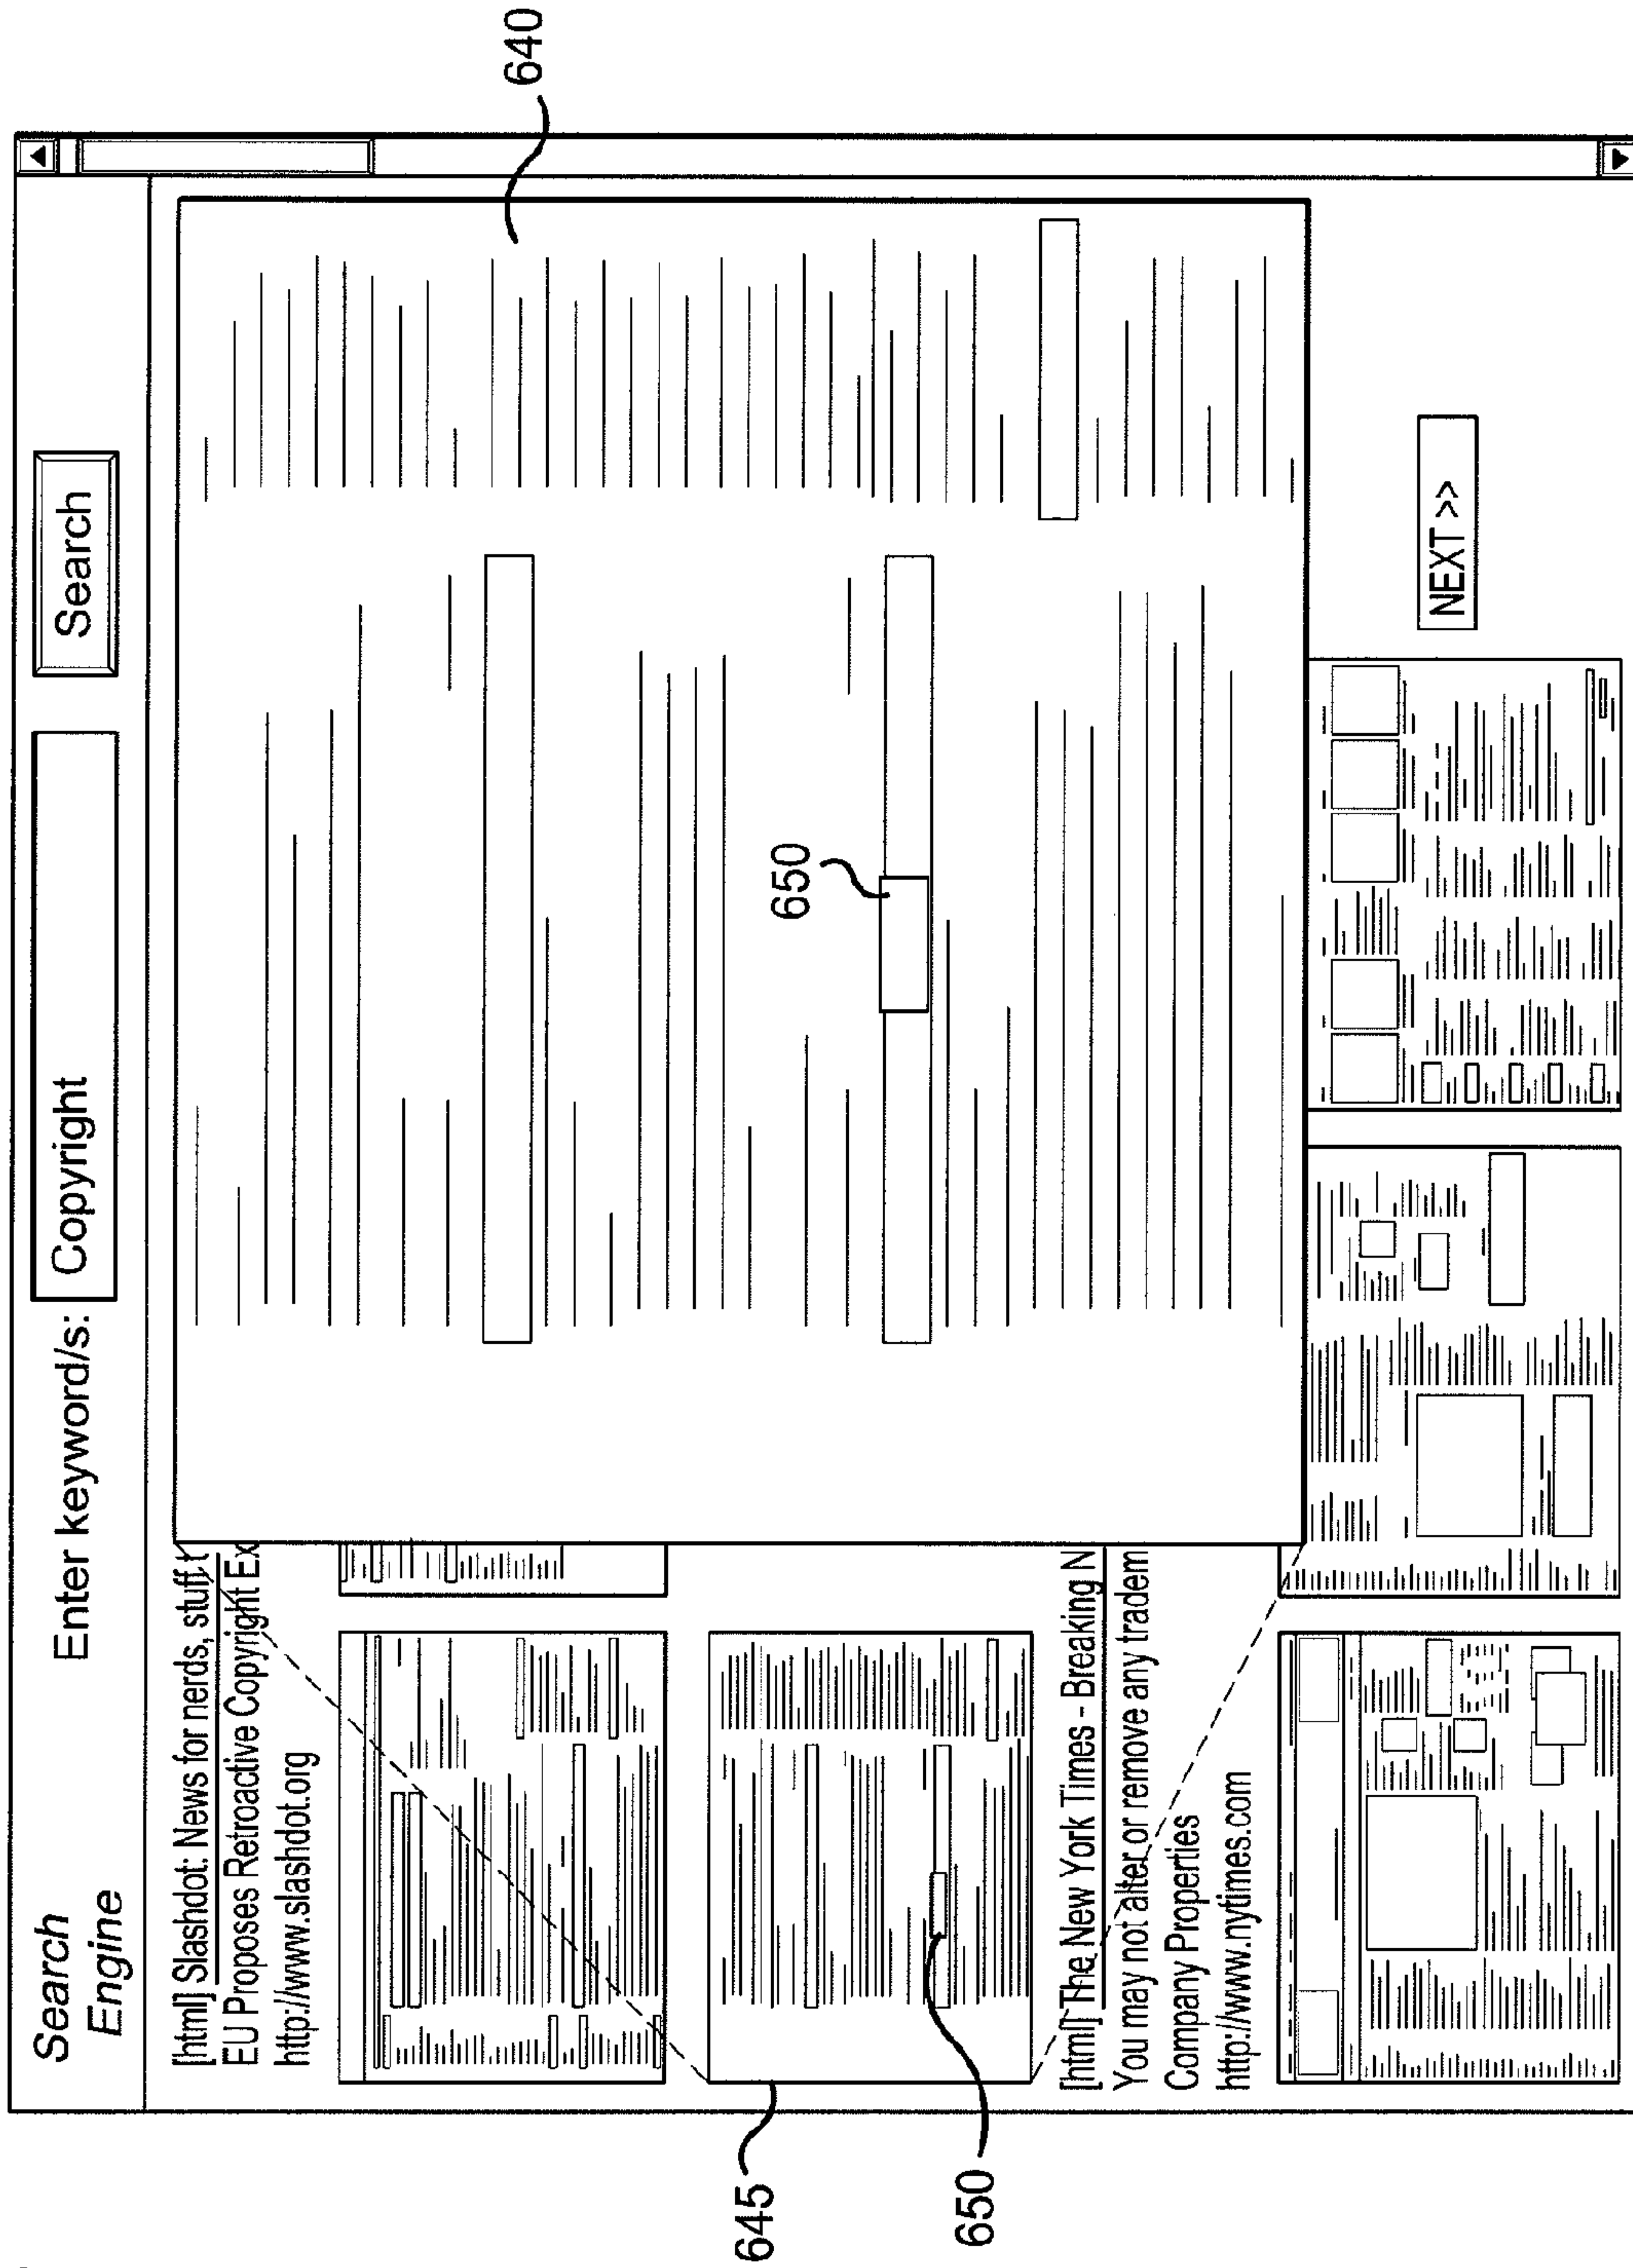 Search
Engine
Enter keyword/s:
Copyright
Search
[html] Slashdot: News for nerds, stuff t
EU Proposes Retroactive Copyright Ex
http://www.slashdot.org
640
645
650
650
[html] The New York Times - Breaking N
You may not alter or remove any tradem
Company Properties
http://www.nytimes.com
NEXT >>